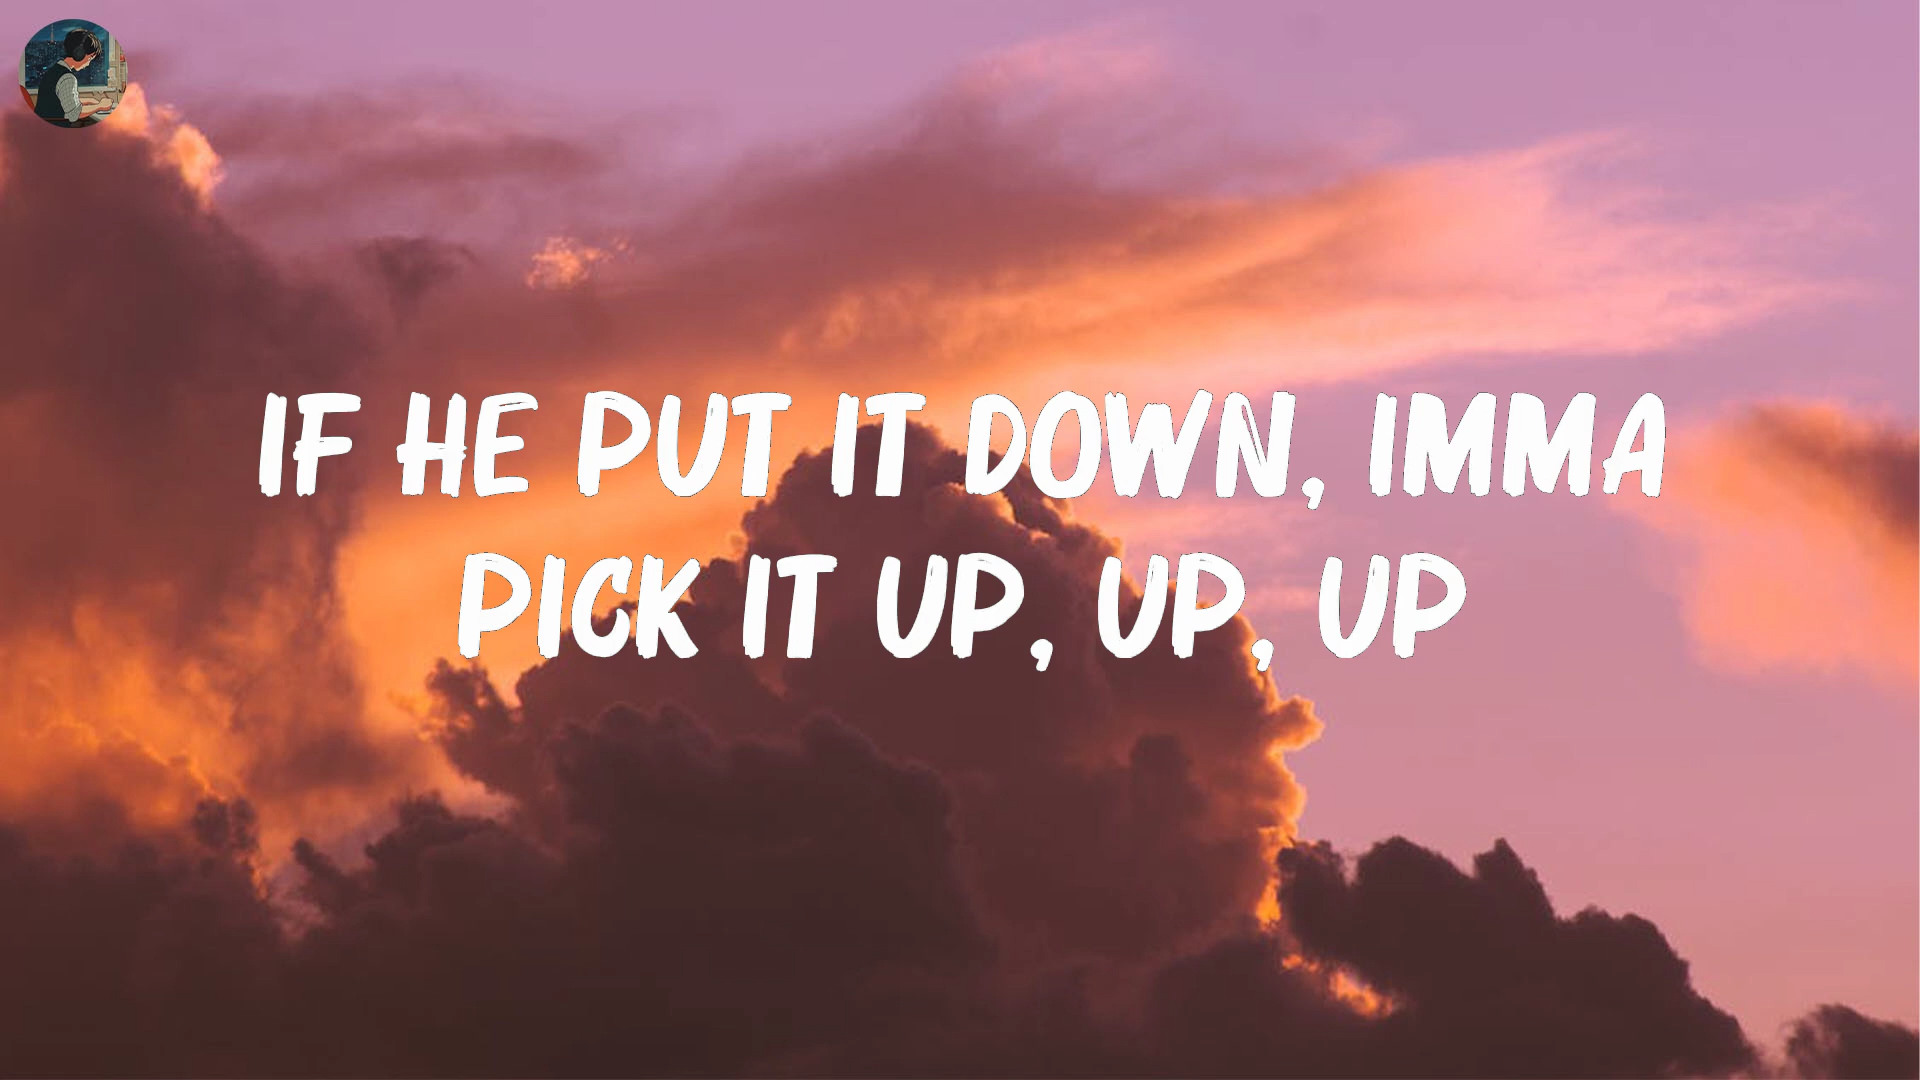 IF HE PUT IT DOWN, IMMA
PICK IT UP, UP, UP